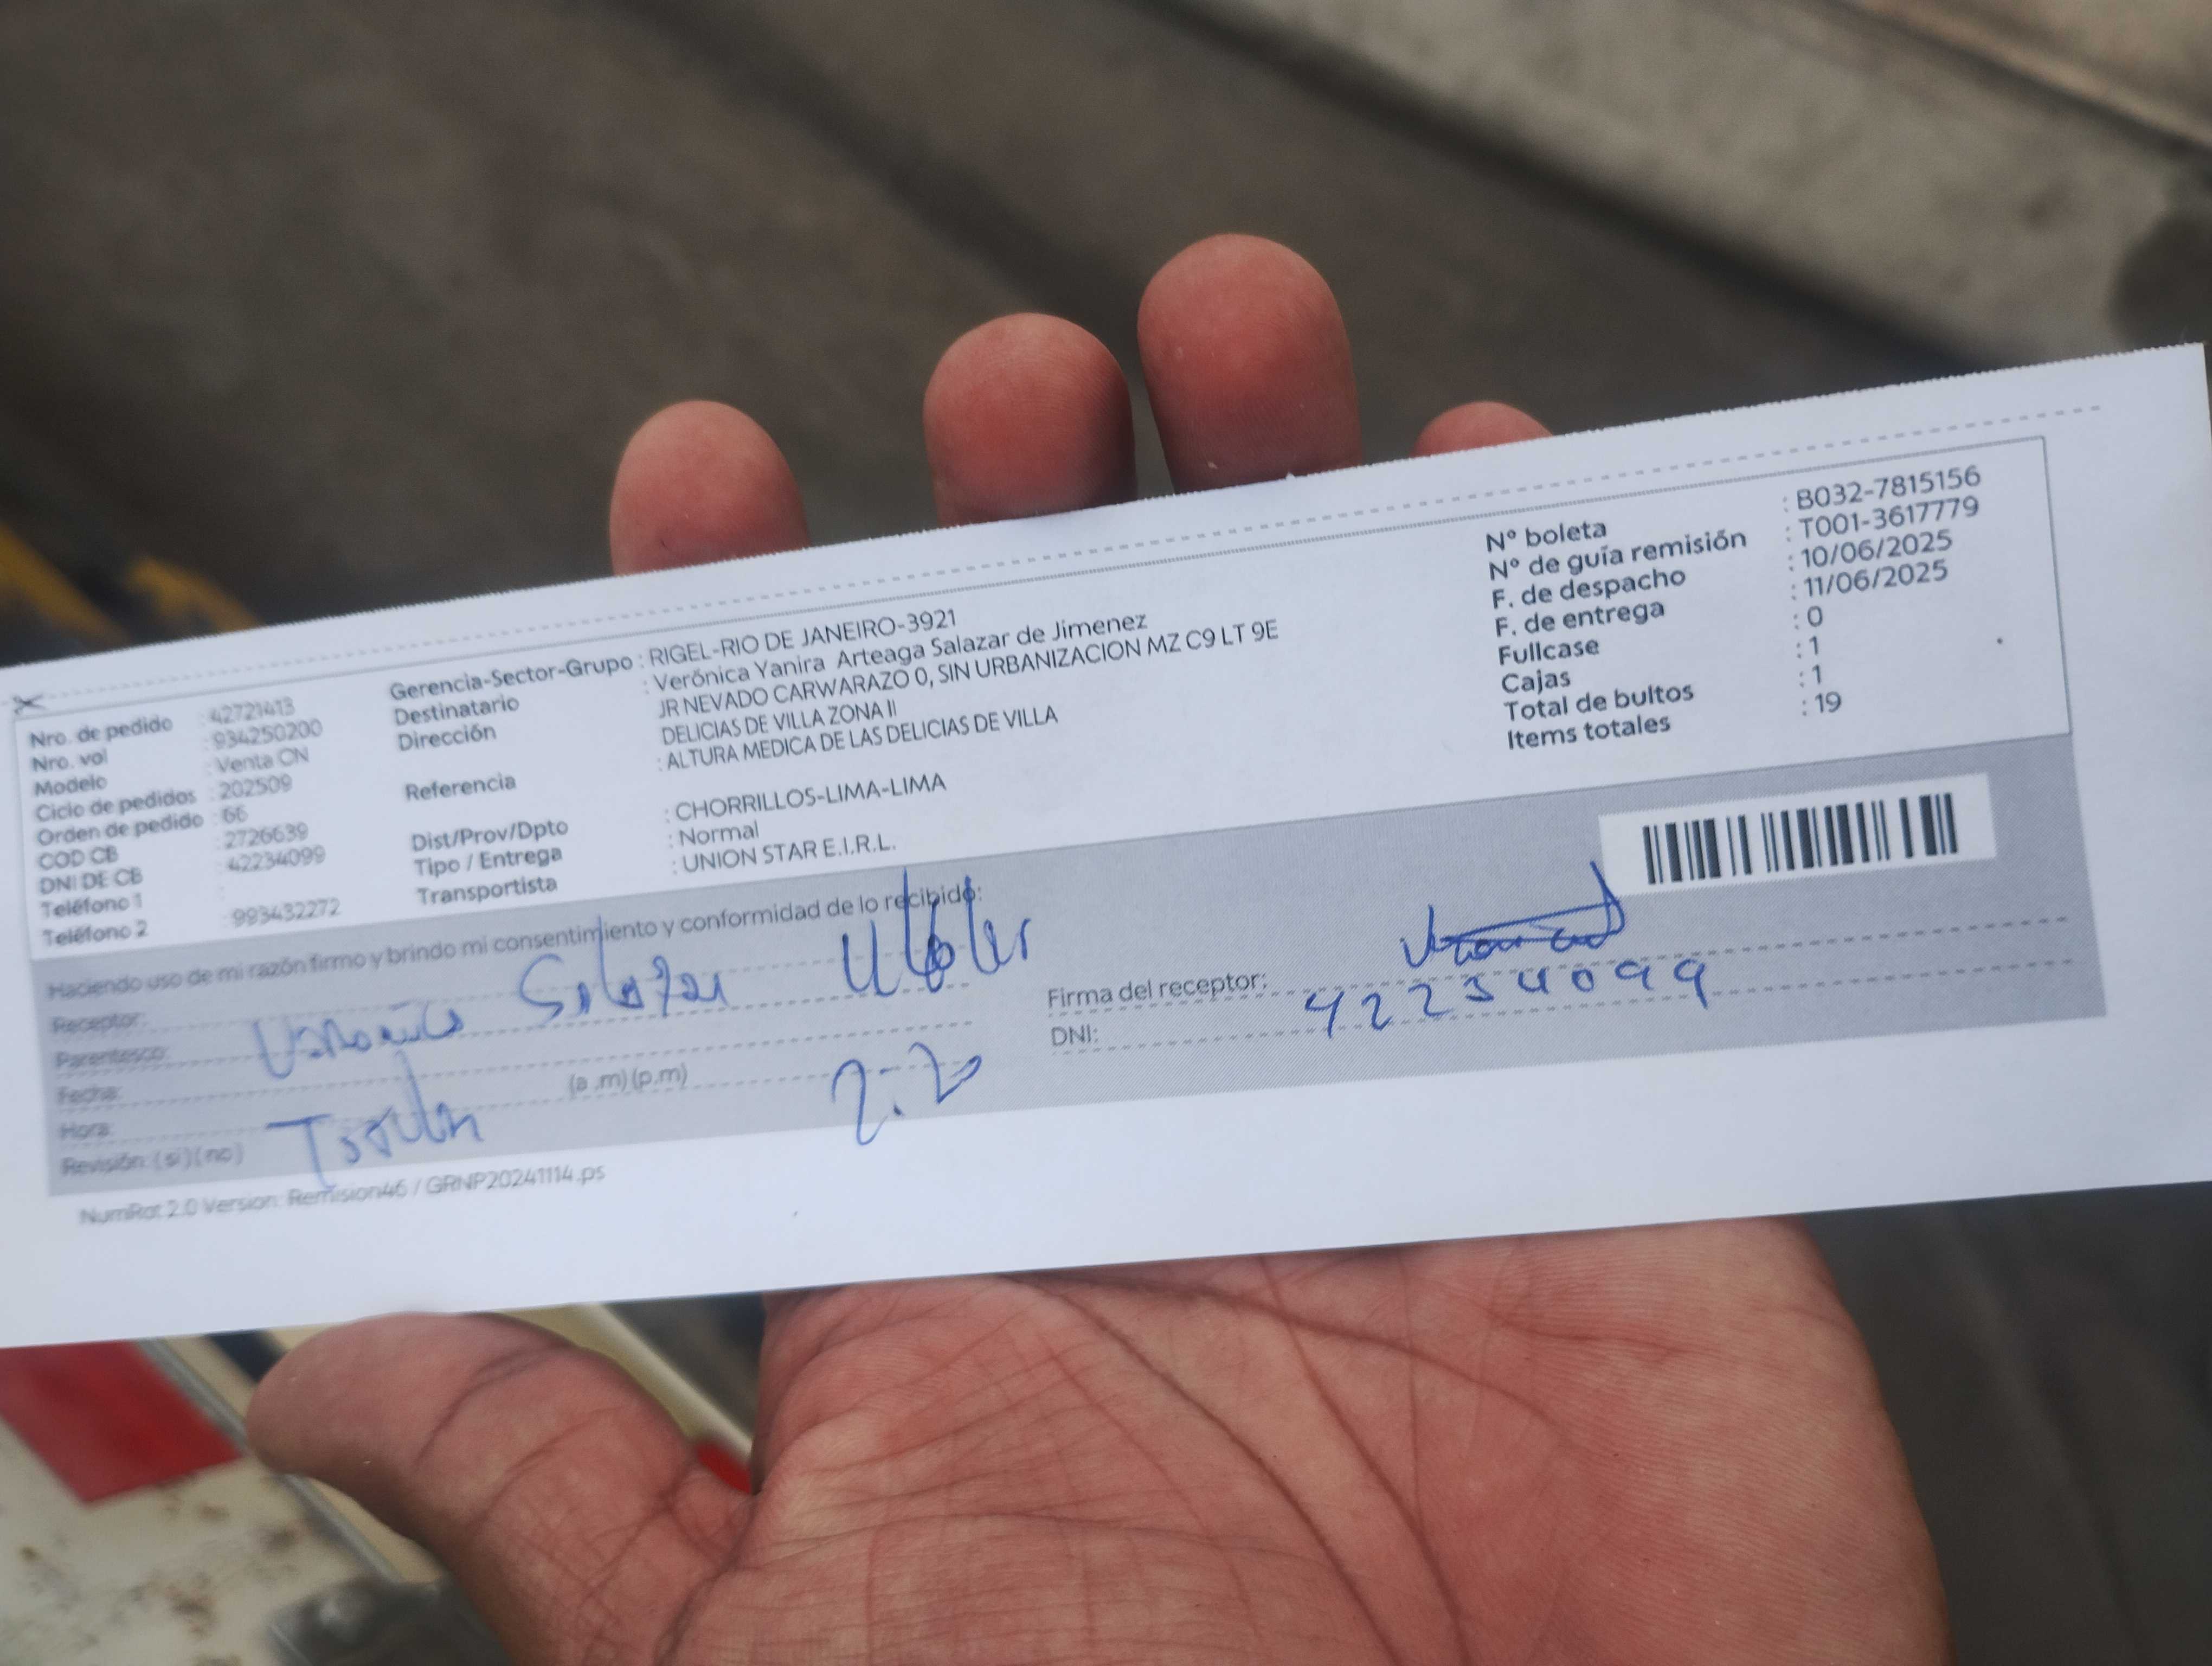 Nro. de pedido : 42721413
Nro. vol : 934250200
Modelo : Venta CN
Ciclo de pedidos : 202509
Orden de pedido : 66
COD CB : 2726639
DNI DE CB : 42234099
Teléfono 1 :
Teléfono 2 : 993432272
Gerencia-Sector-Grupo : RIGEL-RIO DE JANEIRO-3921
Destinatario : Verónica Yanira Arteaga Salazar de Jimenez
Dirección JR NEVADO CARWARAZO 0, SIN URBANIZACION MZ C9 LT 9E
DELICIAS DE VILLA ZONA II
Referencia : ALTURA MEDICA DE LAS DELICIAS DE VILLA
Dist/Prov/Dpto : CHORRILLOS-LIMA-LIMA
Tipo / Entrega : Normal
Transportista : UNION STAR E.I.R.L.
N° boleta : B032-7815156
N° de guía remisión : T001-3617779
F. de despacho : 10/06/2025
F. de entrega : 11/06/2025
Fullcase : 0
Cajas : 1
Total de bultos : 1
Items totales : 19
Haciendo uso de mi razón firmo y brindo mi consentimiento y conformidad de lo recibido:
Receptor:
Parentesco: Veronica Salazar
Fecha:
Hora: (a .m) (p.m)
Revisión: ( si ) ( no ) 2:20
Firma del receptor:
DNI: 42234099
NumRot 2.0 Version: Remision46 / GRNP20241114.ps